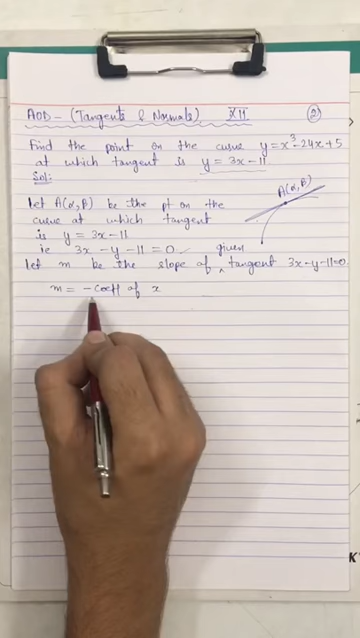 AOD - (Tangents & Normals) XII (2)
Find the point on the curve y = x³ - 24x + 5
at which tangent is y = 3x - 11
Sol:
A(α, β)
Let A(α, β) be the pt on the
curve at which tangent
is y = 3x - 11
ie 3x - y - 11 = 0
let m be the slope of ^ given tangent 3x - y - 11 = 0.
m = - coeff of x